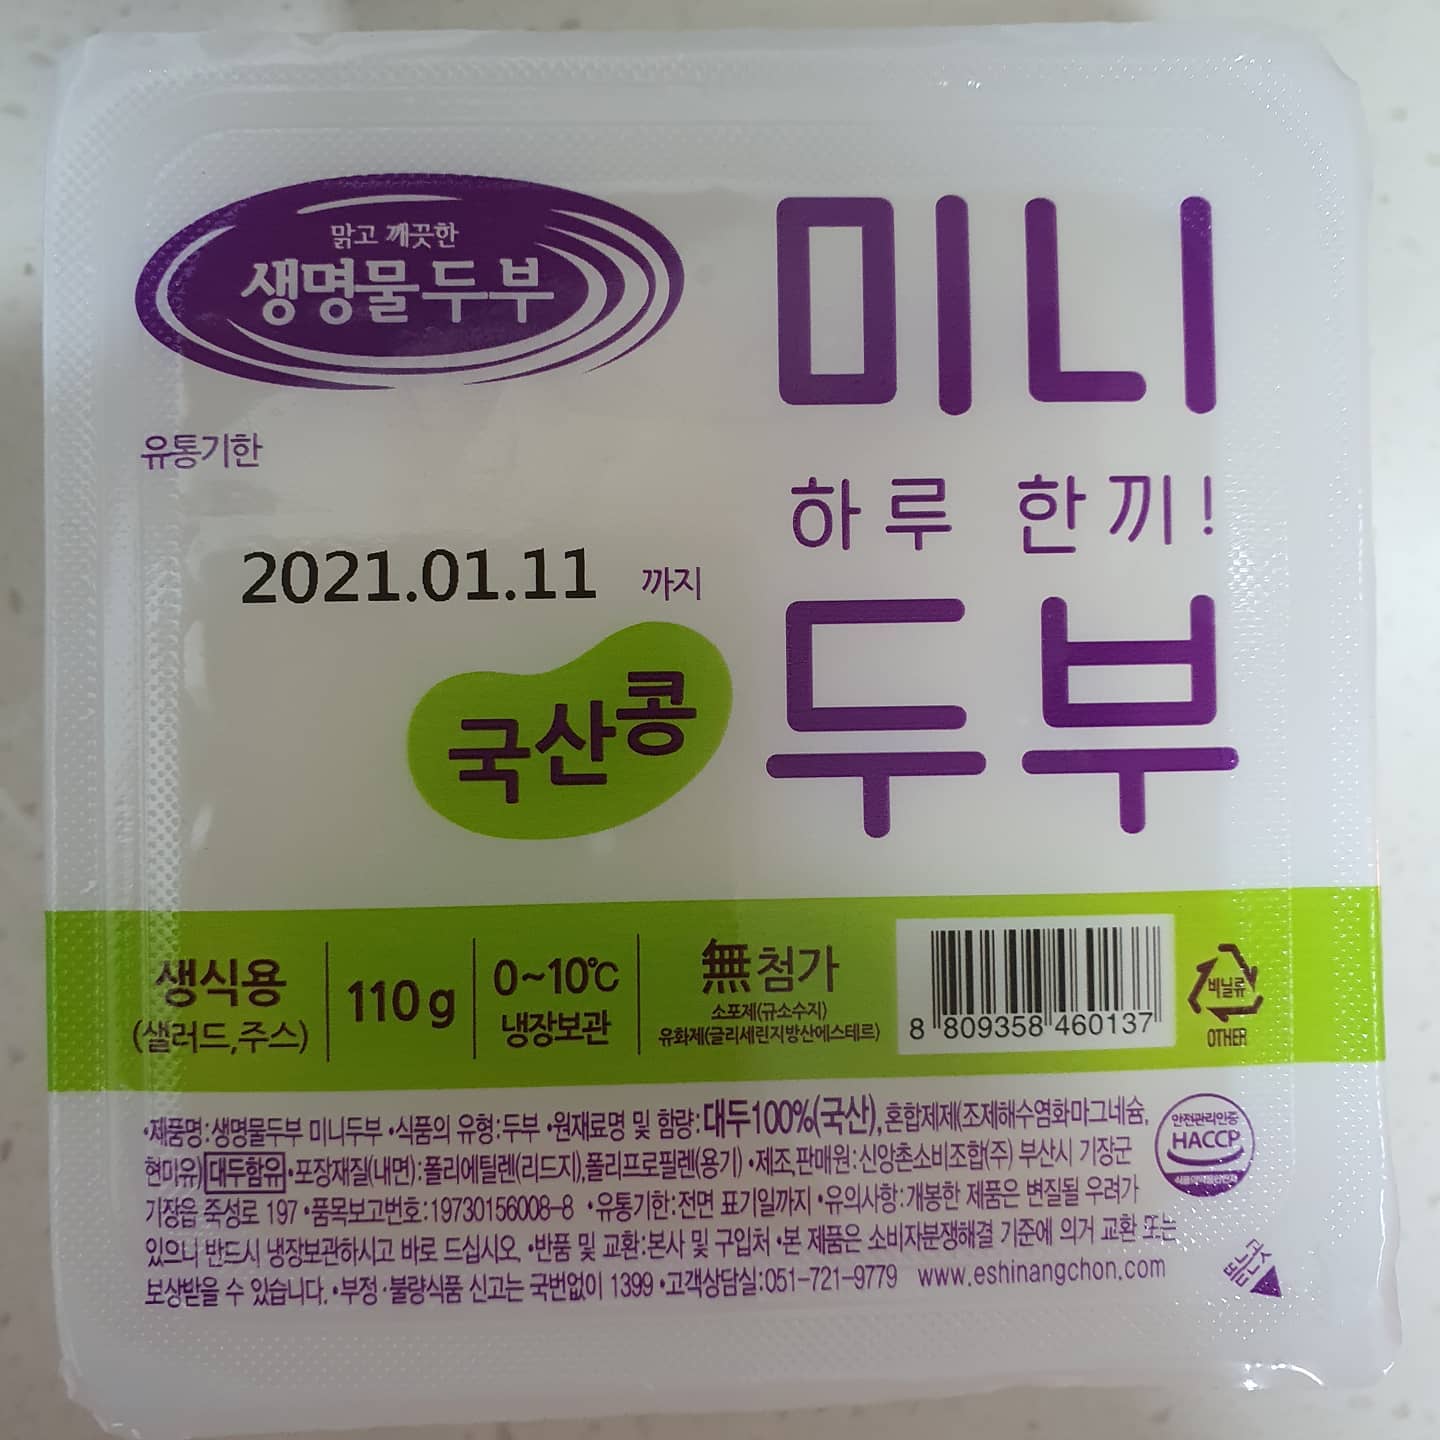 맑고 깨끗한
생명물두부
미니
하루 한끼!
두부
유통기한
2021.01.11 까지
국산콩
생식용
(샐러드,주스)
110g
0~10℃
냉장보관
無첨가
소포제(규소수지)
유화제(글리세린지방산에스테르)
8 809358 460137
비닐류
OTHER
•제품명:생명물두부 미니두부 •식품의 유형:두부 •원재료명 및 함량:대두100%(국산), 혼합제제(조제해수염화마그네슘,
현미유) 대두함유 •포장재질(내면):폴리에틸렌(리드지),폴리프로필렌(용기) •제조,판매원:신앙촌소비조합(주) 부산시 기장군
기장읍 죽성로 197 •품목보고번호:19730156008-8 •유통기한:전면 표기일까지 •유의사항:개봉한 제품은 변질될 우려가
있으니 반드시 냉장보관하시고 바로 드십시오. •반품 및 교환:본사 및 구입처 •본 제품은 소비자분쟁해결 기준에 의거 교환 또는
보상받을 수 있습니다. •부정·불량식품 신고는 국번없이 1399 •고객상담실:051-721-9779 www.eshinangchon.com
안전관리인증
HACCP
식품의약품안전처